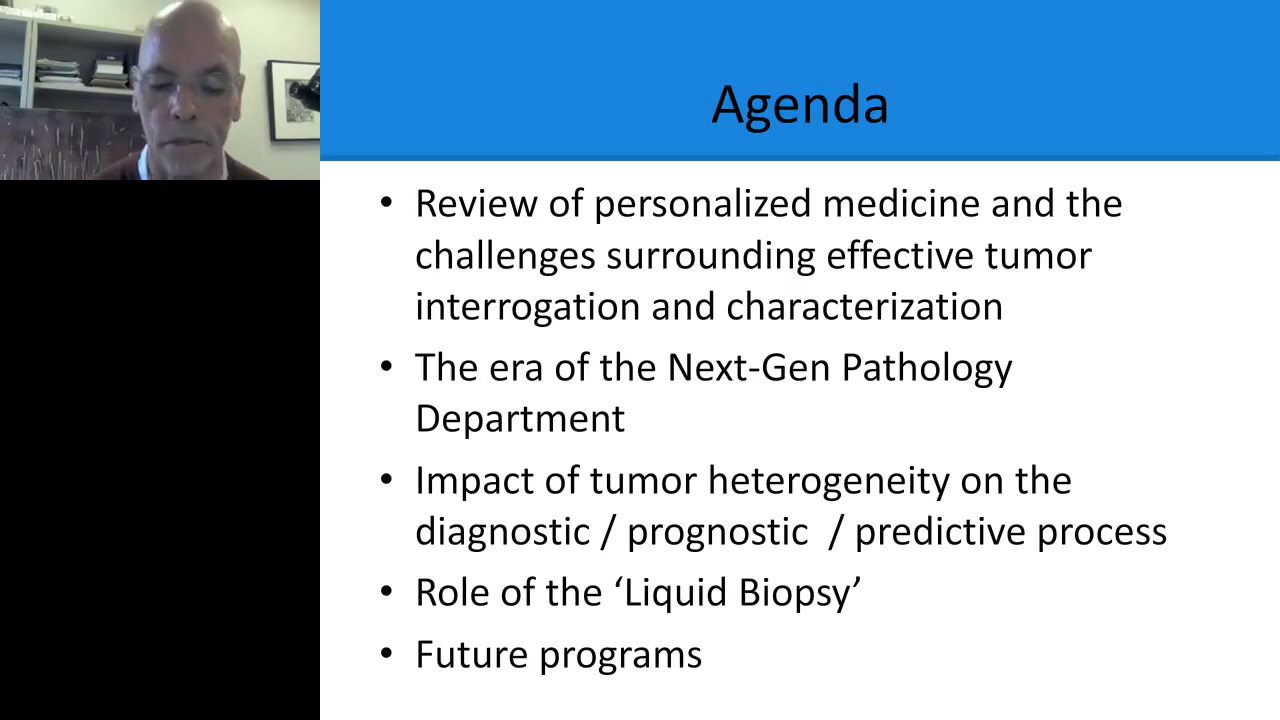 Agenda
• Review of personalized medicine and the
challenges surrounding effective tumor
interrogation and characterization
• The era of the Next-Gen Pathology
Department
• Impact of tumor heterogeneity on the
diagnostic / prognostic  / predictive process
• Role of the ‘Liquid Biopsy’
• Future programs